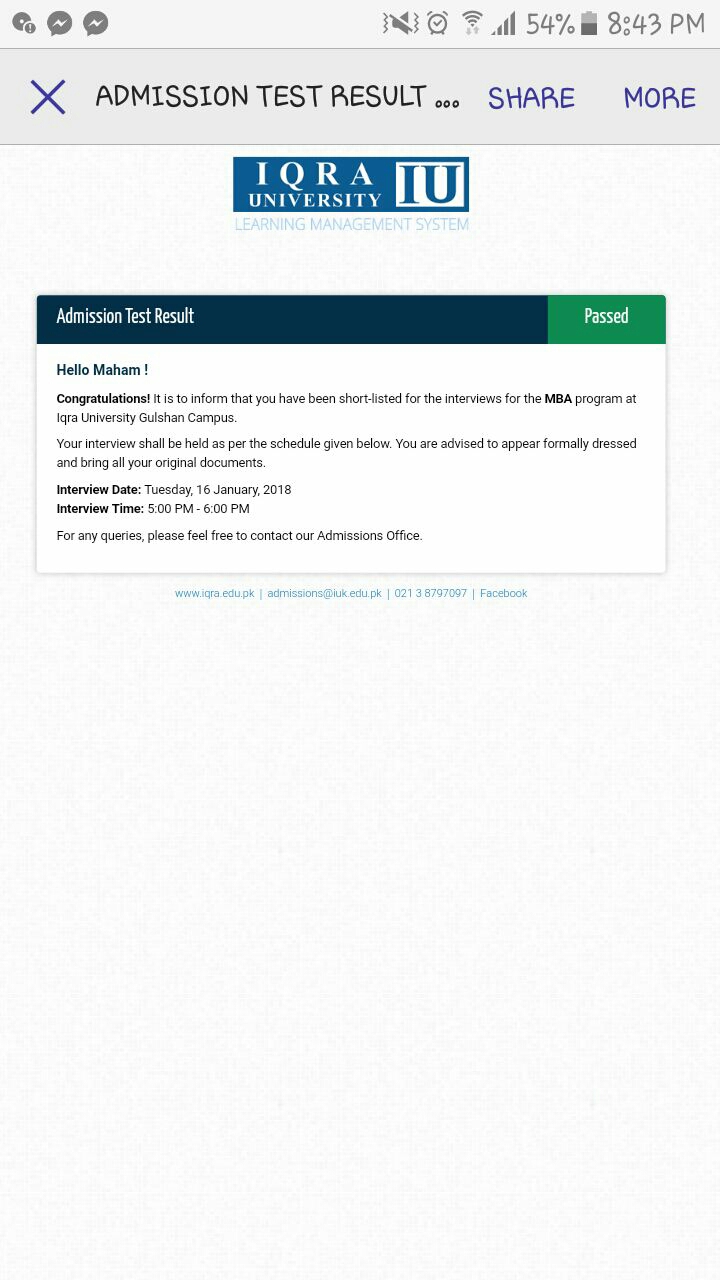 54% 8:43 PM
ADMISSION TEST RESULT ... SHARE MORE
IQRA
UNIVERSITY IU
LEARNING MANAGEMENT SYSTEM
Admission Test Result Passed
Hello Maham !
Congratulations! It is to inform that you have been short-listed for the interviews for the MBA program at
Iqra University Gulshan Campus.
Your interview shall be held as per the schedule given below. You are advised to appear formally dressed
and bring all your original documents.
Interview Date: Tuesday, 16 January, 2018
Interview Time: 5:00 PM - 6:00 PM
For any queries, please feel free to contact our Admissions Office.
www.iqra.edu.pk | admissions@iuk.edu.pk | 021 3 8797097 | Facebook